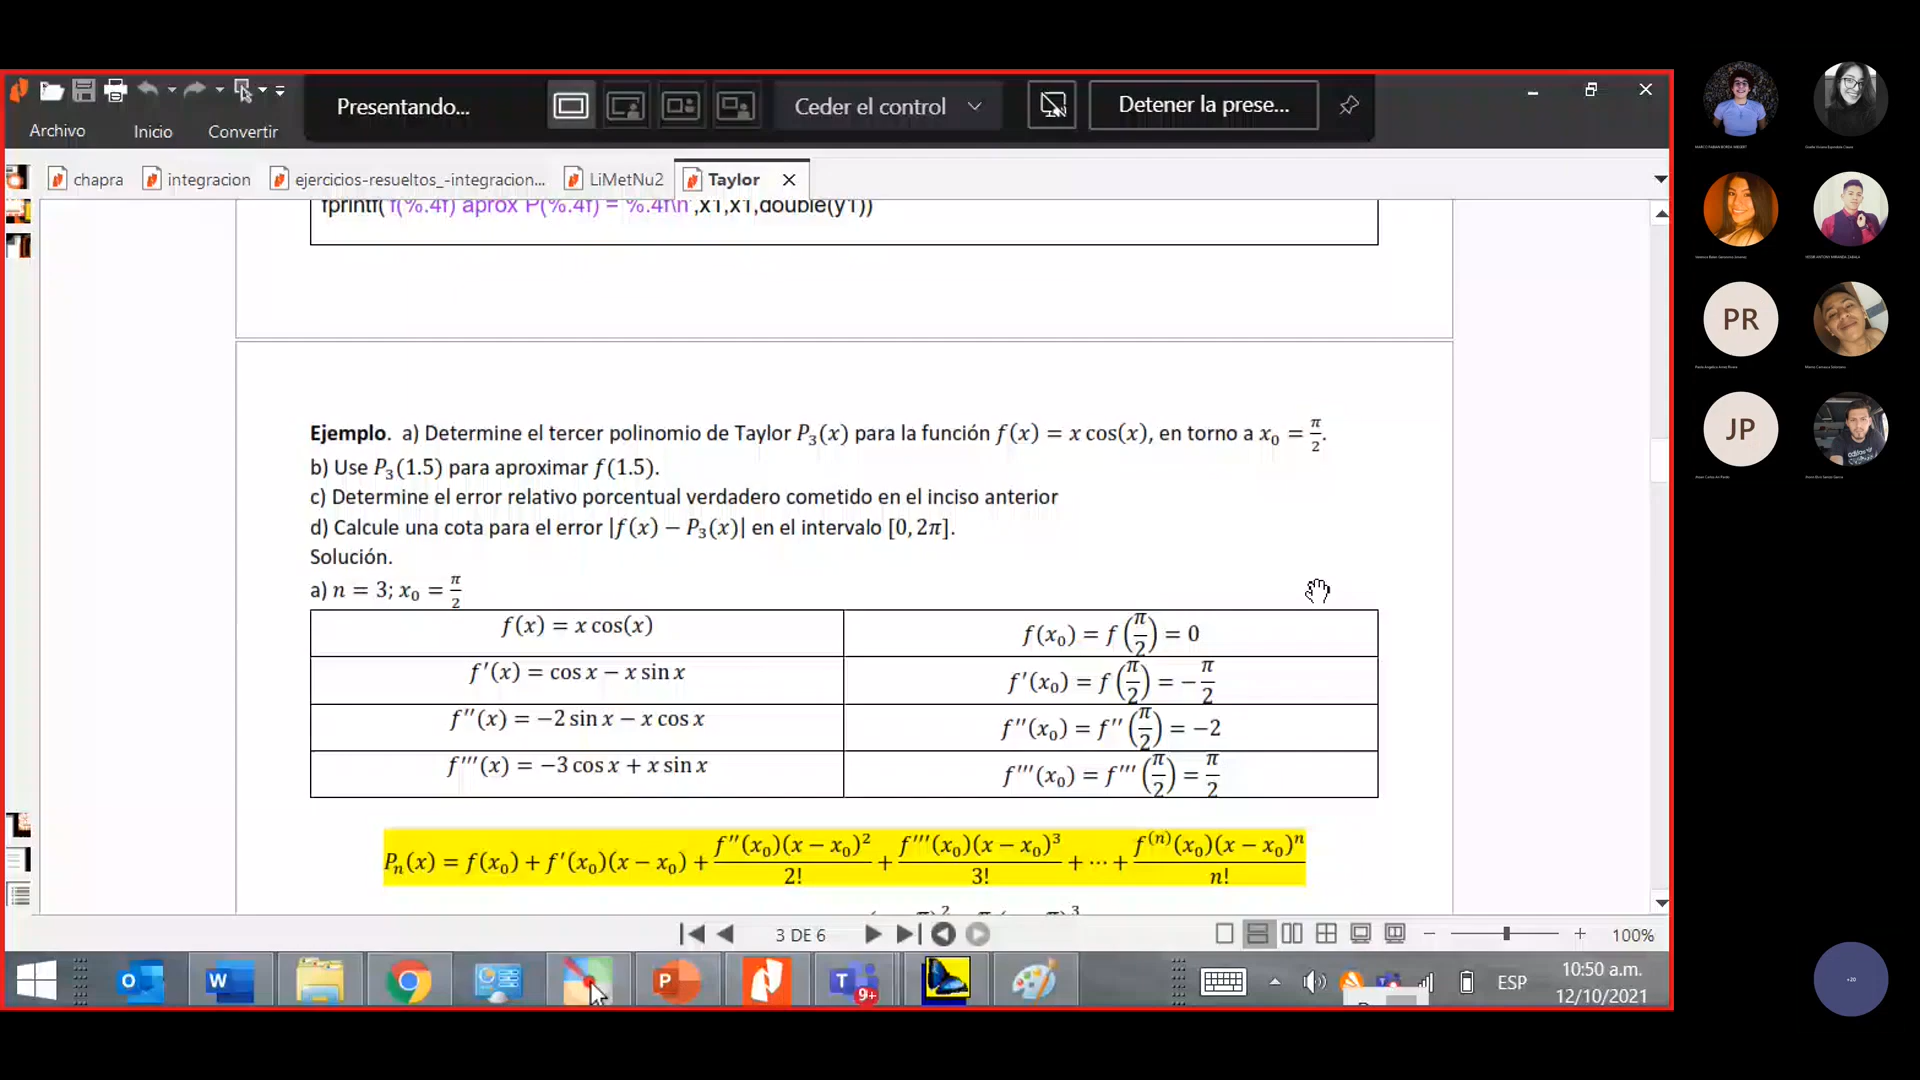 Presentando...
Ceder el control
Detener la prese...
Archivo
Inicio
Convertir
chapra
integracion
ejercicios-resueltos_-integracion...
LiMetNu2
Taylor
fprintf('f(%.4f) aprox P(%.4f) = %.4f\n',x1,x1,double(y1))
Ejemplo. a) Determine el tercer polinomio de Taylor P₃(x) para la función f(x) = x cos(x), en torno a x₀ = π/2.
b) Use P₃(1.5) para aproximar f(1.5).
c) Determine el error relativo porcentual verdadero cometido en el inciso anterior
d) Calcule una cota para el error |f(x) − P₃(x)| en el intervalo [0, 2π].
Solución.
a) n = 3; x₀ = π/2
f(x) = x cos(x)
f(x₀) = f(π/2) = 0
f′(x) = cos x − x sin x
f′(x₀) = f(π/2) = −π/2
f′′(x) = −2 sin x − x cos x
f′′(x₀) = f′′(π/2) = −2
f′′′(x) = −3 cos x + x sin x
f′′′(x₀) = f′′′(π/2) = π/2
Pₙ(x) = f(x₀) + f′(x₀)(x − x₀) + f′′(x₀)(x − x₀)²/2! + f′′′(x₀)(x − x₀)³/3! + ⋯ + f⁽ⁿ⁾(x₀)(x − x₀)ⁿ/n!
3 DE 6
100%
9+
ESP
10:50 a.m.
12/10/2021
PR
JP
+20